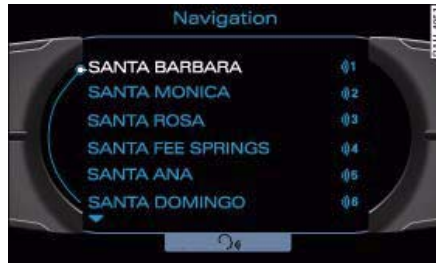 Navigation
SANTA BARBARA 1
SANTA MONICA 2
SANTA ROSA 3
SANTA FEE SPRINGS 4
SANTA ANA 5
SANTA DOMINGO 6